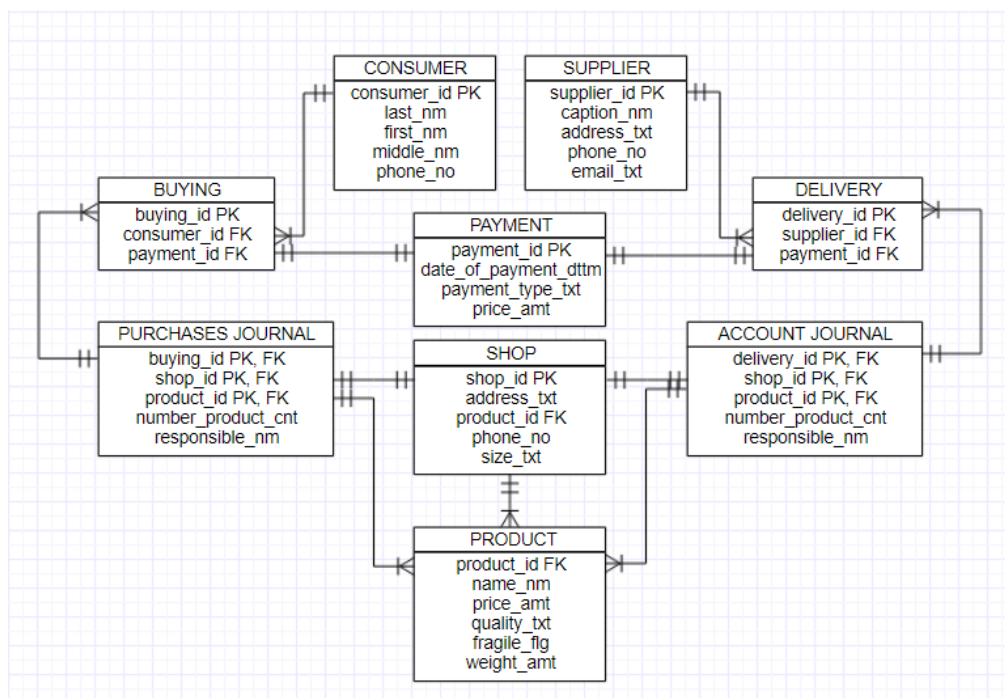 CONSUMER
consumer_id PK
last_nm
first_nm
middle_nm
phone_no
SUPPLIER
supplier_id PK
caption_nm
address_txt
phone_no
email_txt
BUYING
buying_id PK
consumer_id FK
payment_id FK
PAYMENT
payment_id PK
date_of_payment_dttm
payment_type_txt
price_amt
DELIVERY
delivery_id PK
supplier_id FK
payment_id FK
PURCHASES JOURNAL
buying_id PK, FK
shop_id PK, FK
product_id PK, FK
number_product_cnt
responsible_nm
SHOP
shop_id PK
address_txt
product_id FK
phone_no
size_txt
ACCOUNT JOURNAL
delivery_id PK, FK
shop_id PK, FK
product_id PK, FK
number_product_cnt
responsible_nm
PRODUCT
product_id FK
name_nm
price_amt
quality_txt
fragile_flg
weight_amt